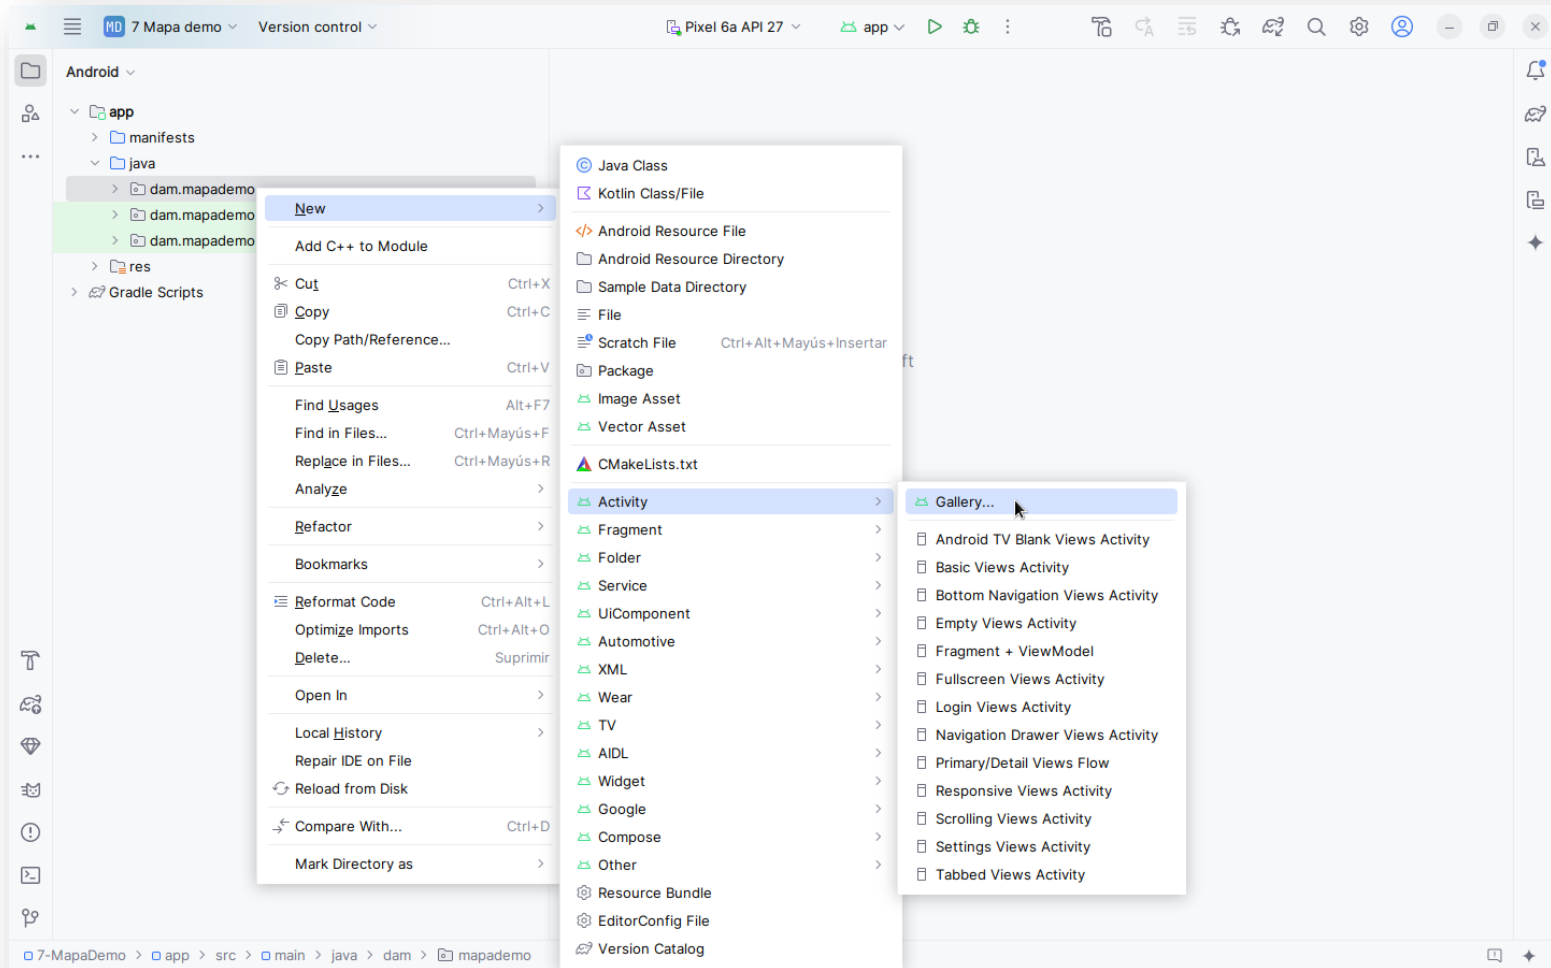 MD 7 Mapa demo Version control Pixel 6a API 27 app
Android
app
manifests
java
dam.mapademo
dam.mapademo
dam.mapademo
res
Gradle Scripts
New
Add C++ to Module
Cut Ctrl+X
Copy Ctrl+C
Copy Path/Reference...
Paste Ctrl+V
Find Usages Alt+F7
Find in Files... Ctrl+Mayús+F
Replace in Files... Ctrl+Mayús+R
Analyze
Refactor
Bookmarks
Reformat Code Ctrl+Alt+L
Optimize Imports Ctrl+Alt+O
Delete... Suprimir
Open In
Local History
Repair IDE on File
Reload from Disk
Compare With... Ctrl+D
Mark Directory as
Java Class
Kotlin Class/File
Android Resource File
Android Resource Directory
Sample Data Directory
File
Scratch File Ctrl+Alt+Mayús+Insertar
Package
Image Asset
Vector Asset
CMakeLists.txt
Activity
Fragment
Folder
Service
UiComponent
Automotive
XML
Wear
TV
AIDL
Widget
Google
Compose
Other
Resource Bundle
EditorConfig File
Version Catalog
ft
Gallery...
Android TV Blank Views Activity
Basic Views Activity
Bottom Navigation Views Activity
Empty Views Activity
Fragment + ViewModel
Fullscreen Views Activity
Login Views Activity
Navigation Drawer Views Activity
Primary/Detail Views Flow
Responsive Views Activity
Scrolling Views Activity
Settings Views Activity
Tabbed Views Activity
7-MapaDemo > app > src > main > java > dam > mapademo